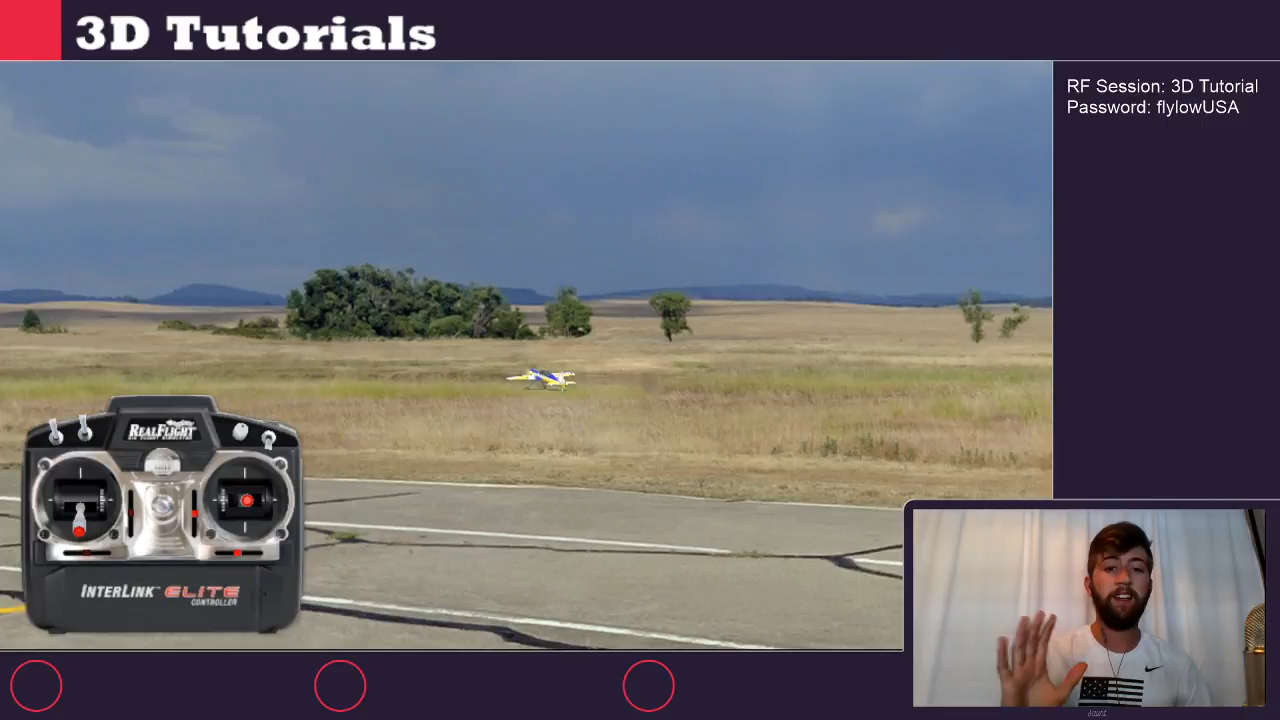 3D Tutorials
RF Session: 3D Tutorial
Password: flylowUSA
REALFLIGHT
INTERLINK ELITE
CONTROLLER